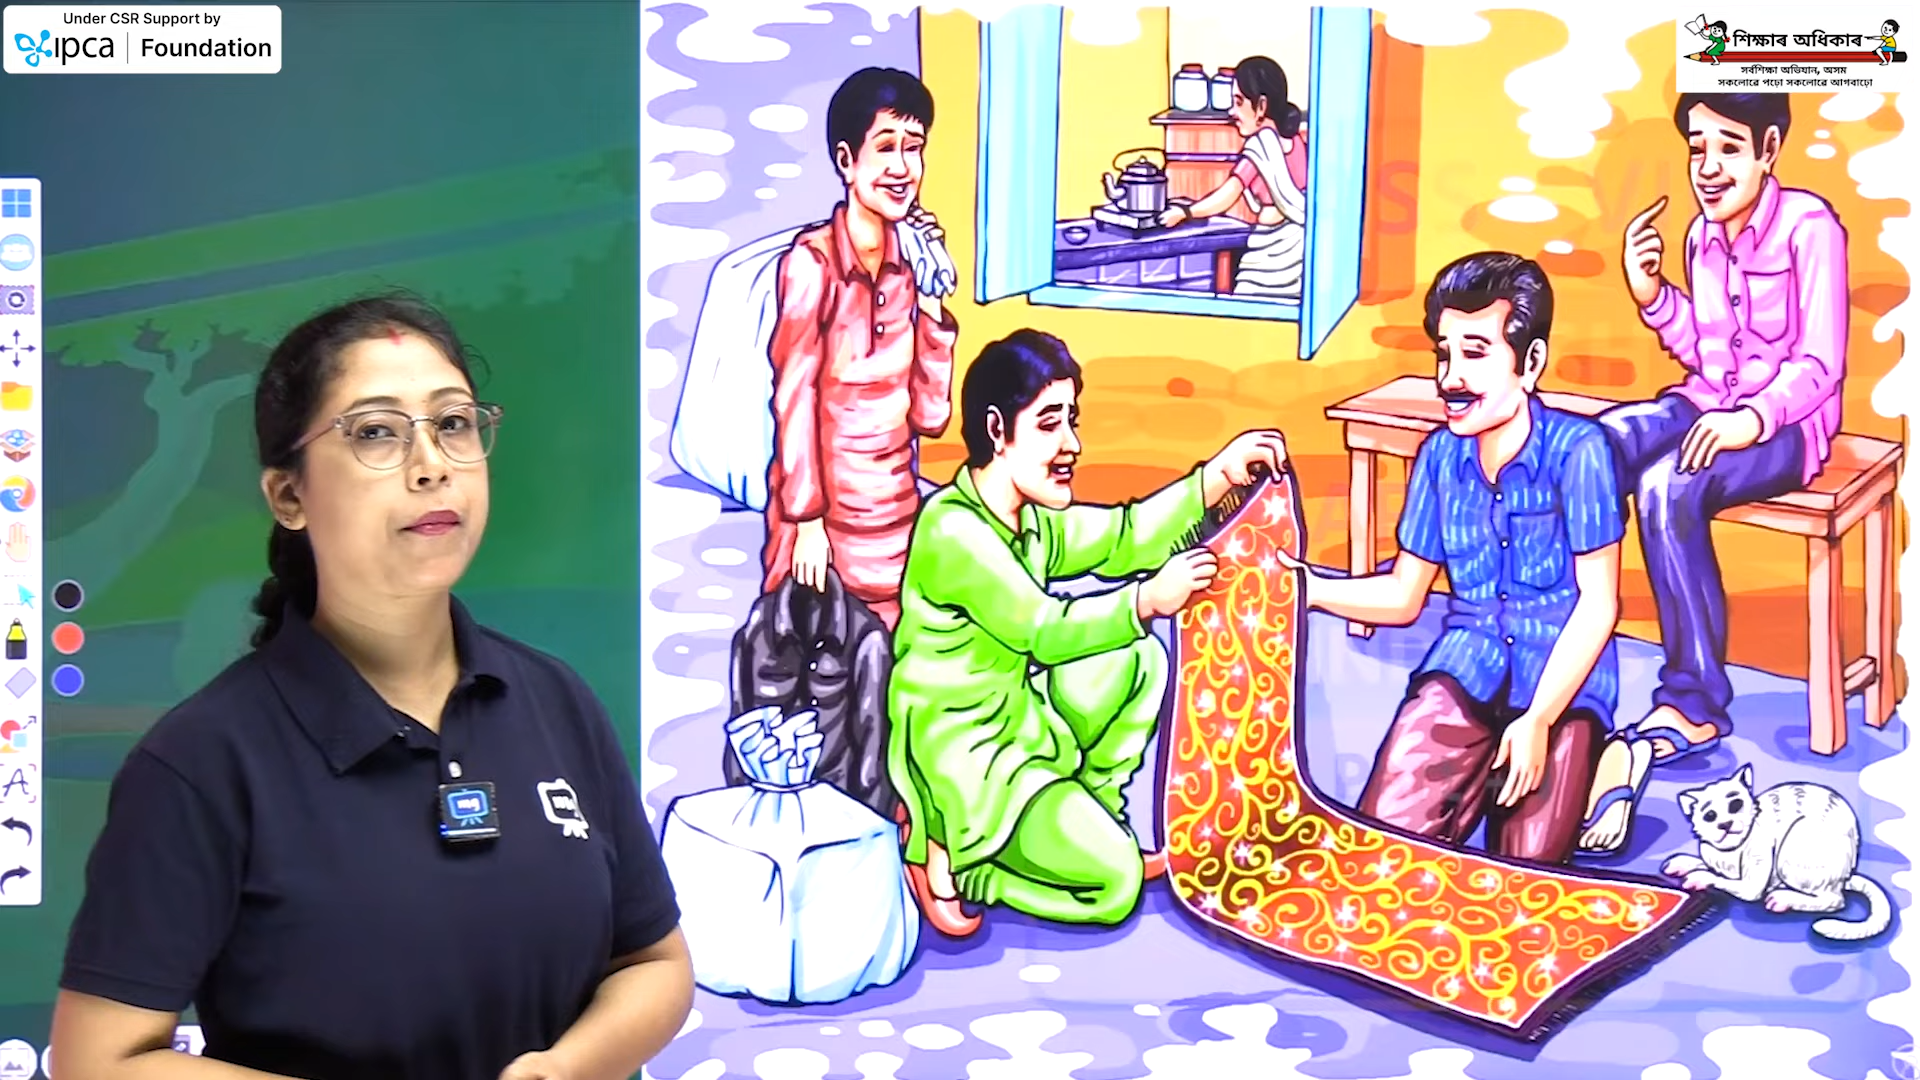 Under CSR Support by
ipca Foundation
শিক্ষাৰ অধিকাৰ
সৰ্বশিক্ষা অভিযান, অসম
সকলোৱে পঢ়ো সকলোৱে আগবাঢ়ো